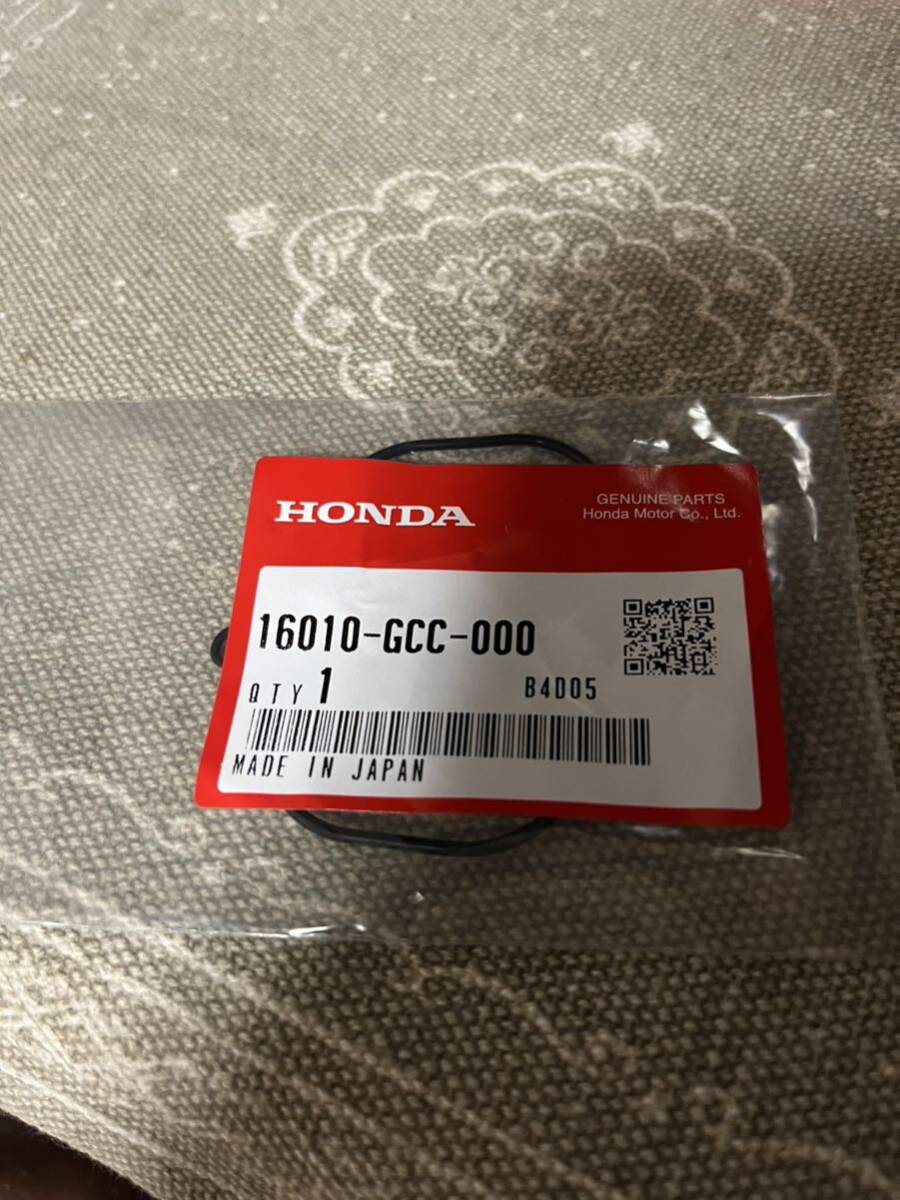 HONDA
GENUINE PARTS
Honda Motor Co., Ltd.
16010-GCC-000
QTY 1 B4D05
MADE IN JAPAN